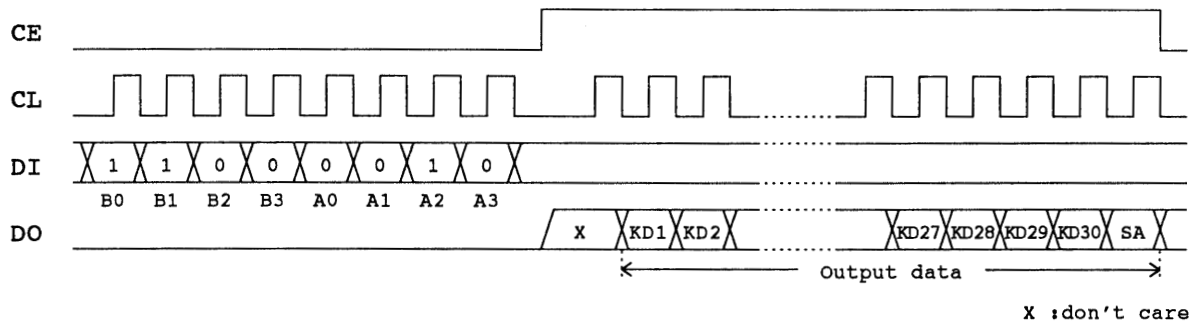 CE
CL
DI 1 1 0 0 0 0 1 0
B0 B1 B2 B3 A0 A1 A2 A3
DO X KD1 KD2 KD27 KD28 KD29 KD30 SA
Output data
X :don't care